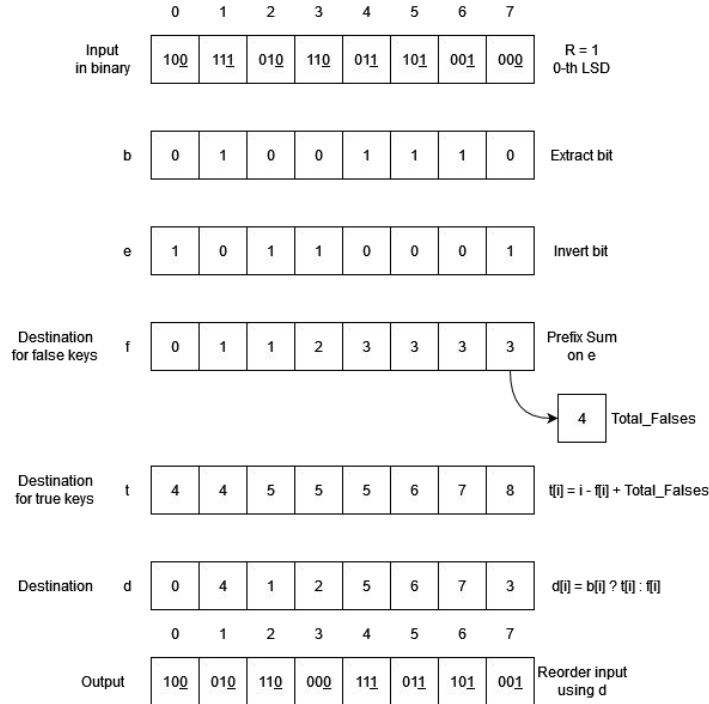 0 1 2 3 4 5 6 7
Input
in binary
100 111 010 110 011 101 001 000
R = 1
0-th LSD
b 0 1 0 0 1 1 1 0 Extract bit
e 1 0 1 1 0 0 0 1 Invert bit
Destination
for false keys
f 0 1 1 2 3 3 3 3
Prefix Sum
on e
4 Total_Falses
Destination
for true keys
t 4 4 5 5 5 6 7 8 t[i] = i - f[i] + Total_Falses
Destination d 0 4 1 2 5 6 7 3 d[i] = b[i] ? t[i] : f[i]
0 1 2 3 4 5 6 7
Output 100 010 110 000 111 011 101 001
Reorder input
using d